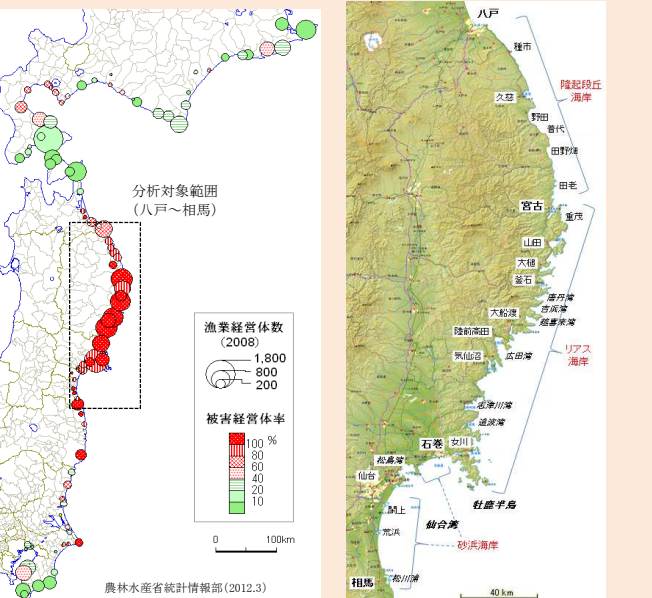 分析対象範囲
(八戸～相馬)
漁業経営体数
(2008)
1,800
800
200
被害経営体率
100 %
80
60
40
20
10
0 100km
農林水産省統計情報部(2012.3)
八戸
種市
隆起段丘
海岸
久慈
野田
普代
田野畑
田老
宮古
重茂
山田
大槌
釜石
唐丹湾
吉浜湾
越喜来湾
大船渡
陸前高田
リアス
海岸
気仙沼
広田湾
志津川湾
追波湾
石巻
女川
松島湾
仙台
牡鹿半島
閖上
仙台湾
荒浜
砂浜海岸
相馬
松川浦
40 km